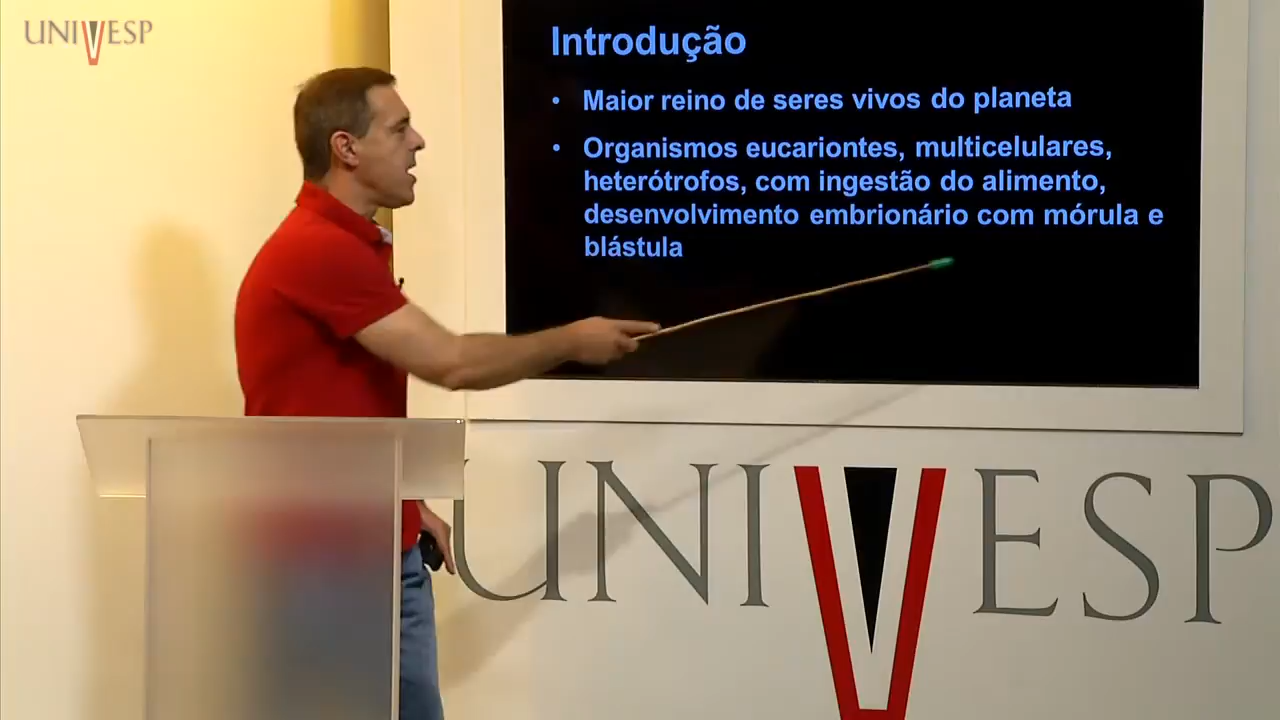 UNIVESP
Introdução
• Maior reino de seres vivos do planeta
• Organismos eucariontes, multicelulares,
heterótrofos, com ingestão do alimento,
desenvolvimento embrionário com mórula e
blástula
UNIVESP